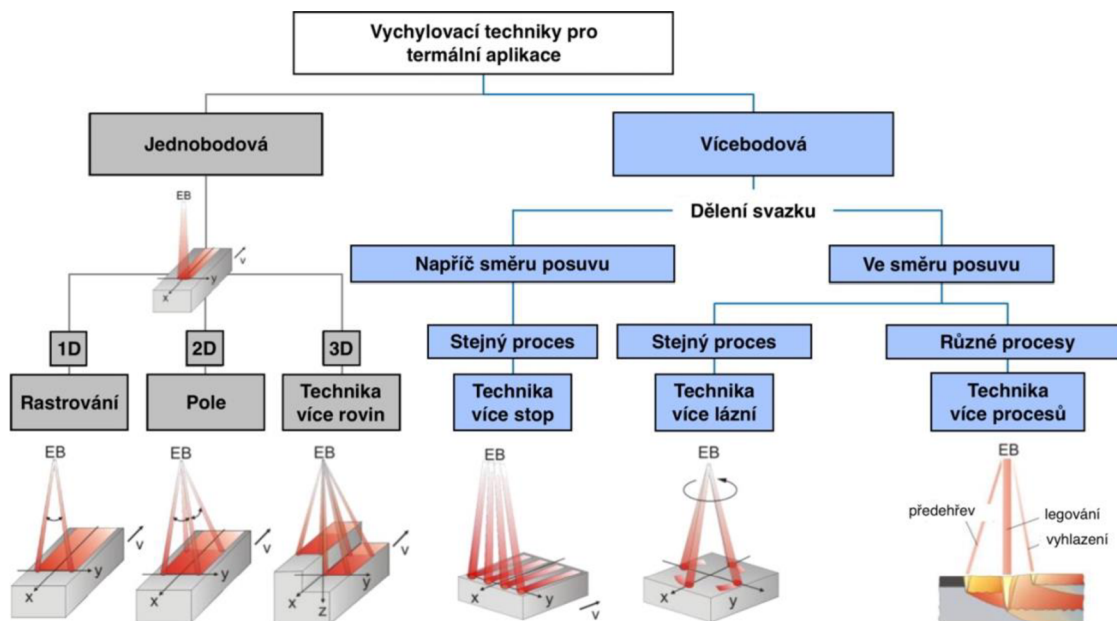 Vychylovací techniky pro
termální aplikace
Jednobodová
Vícebodová
EB
v
y
x
Dělení svazku
Napříč směru posuvu
Ve směru posuvu
1D
2D
3D
Stejný proces
Stejný proces
Různé procesy
Rastrování
Pole
Technika
více rovin
Technika
více stop
Technika
více lázní
Technika
více procesů
EB
v
y
x
EB
v
y
x
EB
v
y
x
z
EB
y
x
v
EB
x
y
EB
předehřev
legování
vyhlazení